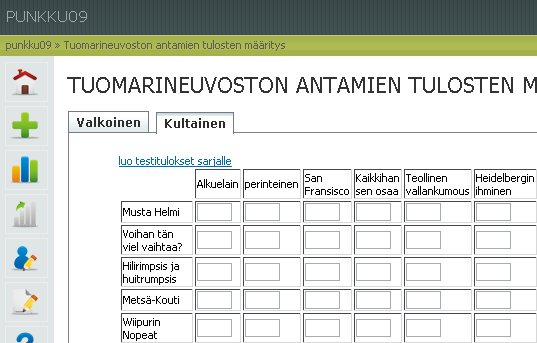 PUNKKU09
punkku09 » Tuomarineuvoston antamien tulosten määritys
TUOMARINEUVOSTON ANTAMIEN TULOSTEN M
Valkoinen
Kultainen
luo testitulokset sarjalle
Alkuelain perinteinen San Fransisco Kaikkihan sen osaa Teollinen vallankumous Heidelbergin ihminen
Musta Helmi
Voihan tän
viel vaihtaa?
Hilirimpsis ja
huitrumpsis
Metsä-Kouti
Wiipurin
Nopeat